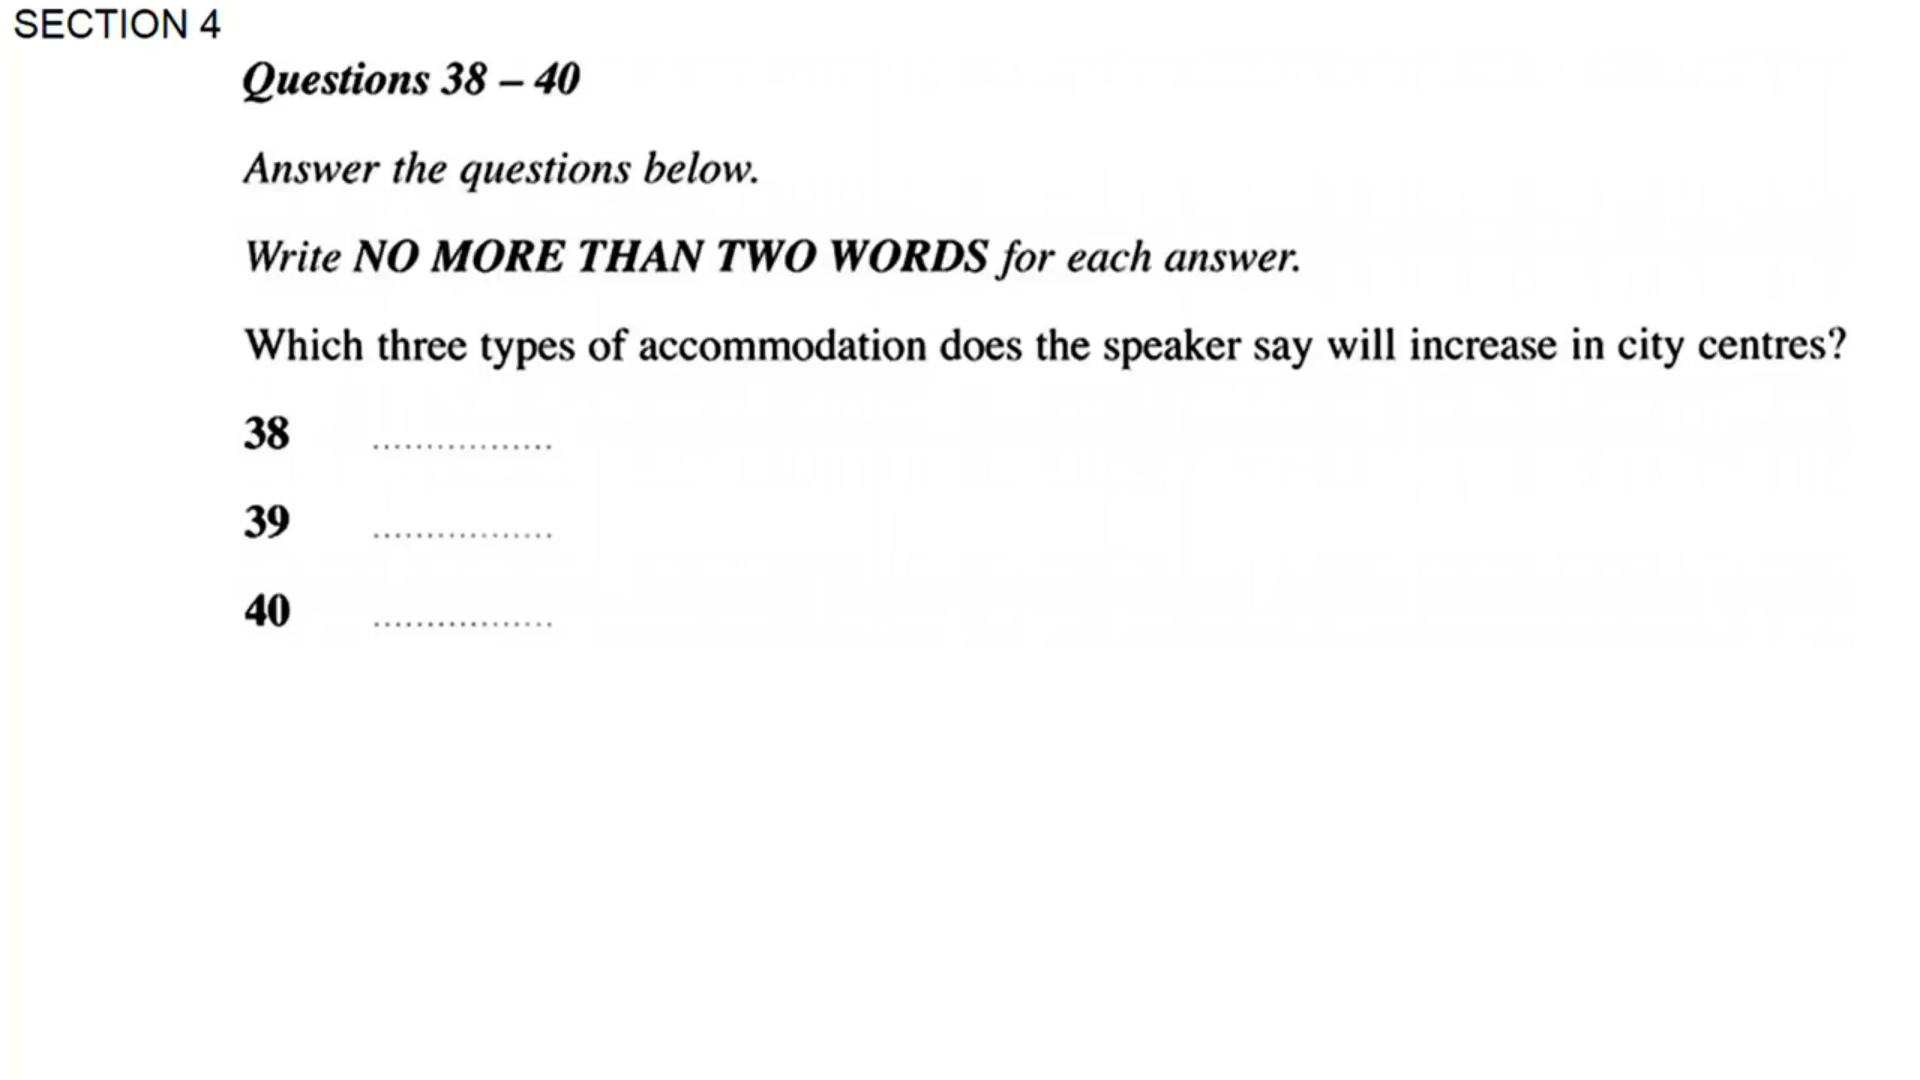 SECTION 4
Questions 38 – 40
Answer the questions below.
Write NO MORE THAN TWO WORDS for each answer.
Which three types of accommodation does the speaker say will increase in city centres?
38 .................
39 .................
40 .................